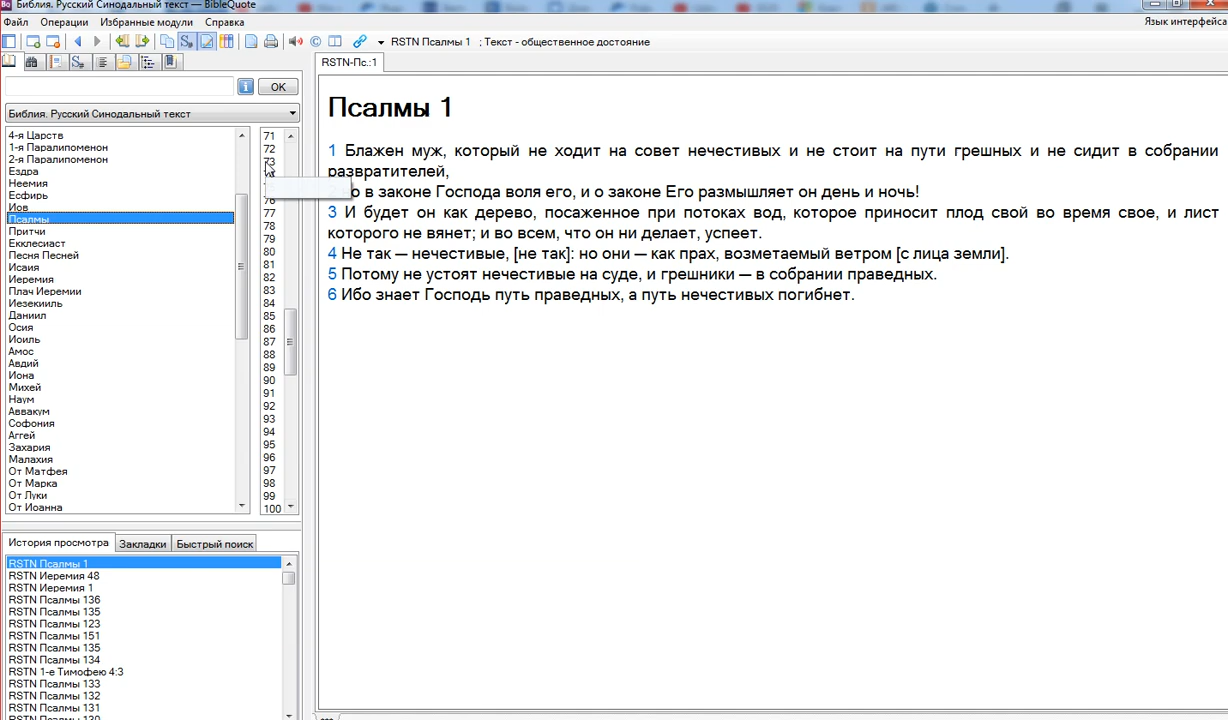 Библия. Русский Синодальный текст — BibleQuote
Файл Операции Избранные модули Справка
Язык интерфейса
RSTN Псалмы 1 ; Текст - общественное достояние
RSTN-Пс.:1
OK
Библия. Русский Синодальный текст
4-я Царств
1-я Паралипоменон
2-я Паралипоменон
Ездра
Неемия
Есфирь
Иов
Псалмы
Притчи
Екклесиаст
Песня Песней
Исаия
Иеремия
Плач Иеремии
Иезекииль
Даниил
Осия
Иоиль
Амос
Авдий
Иона
Михей
Наум
Аввакум
Софония
Аггей
Захария
Малахия
От Матфея
От Марка
От Луки
От Иоанна
71
72
73
76
77
78
79
80
81
82
83
84
85
86
87
88
89
90
91
92
93
94
95
96
97
98
99
100
Псалмы 1
1 Блажен муж, который не ходит на совет нечестивых и не стоит на пути грешных и не сидит в собрании
развратителей,
но в законе Господа воля его, и о законе Его размышляет он день и ночь!
3 И будет он как дерево, посаженное при потоках вод, которое приносит плод свой во время свое, и лист
которого не вянет; и во всем, что он ни делает, успеет.
4 Не так — нечестивые, [не так]: но они — как прах, возметаемый ветром [с лица земли].
5 Потому не устоят нечестивые на суде, и грешники — в собрании праведных.
6 Ибо знает Господь путь праведных, а путь нечестивых погибнет.
История просмотра Закладки Быстрый поиск
RSTN Псалмы 1
RSTN Иеремия 48
RSTN Иеремия 1
RSTN Псалмы 136
RSTN Псалмы 135
RSTN Псалмы 123
RSTN Псалмы 151
RSTN Псалмы 135
RSTN Псалмы 134
RSTN 1-е Тимофею 4:3
RSTN Псалмы 133
RSTN Псалмы 132
RSTN Псалмы 131
RSTN Псалмы 130